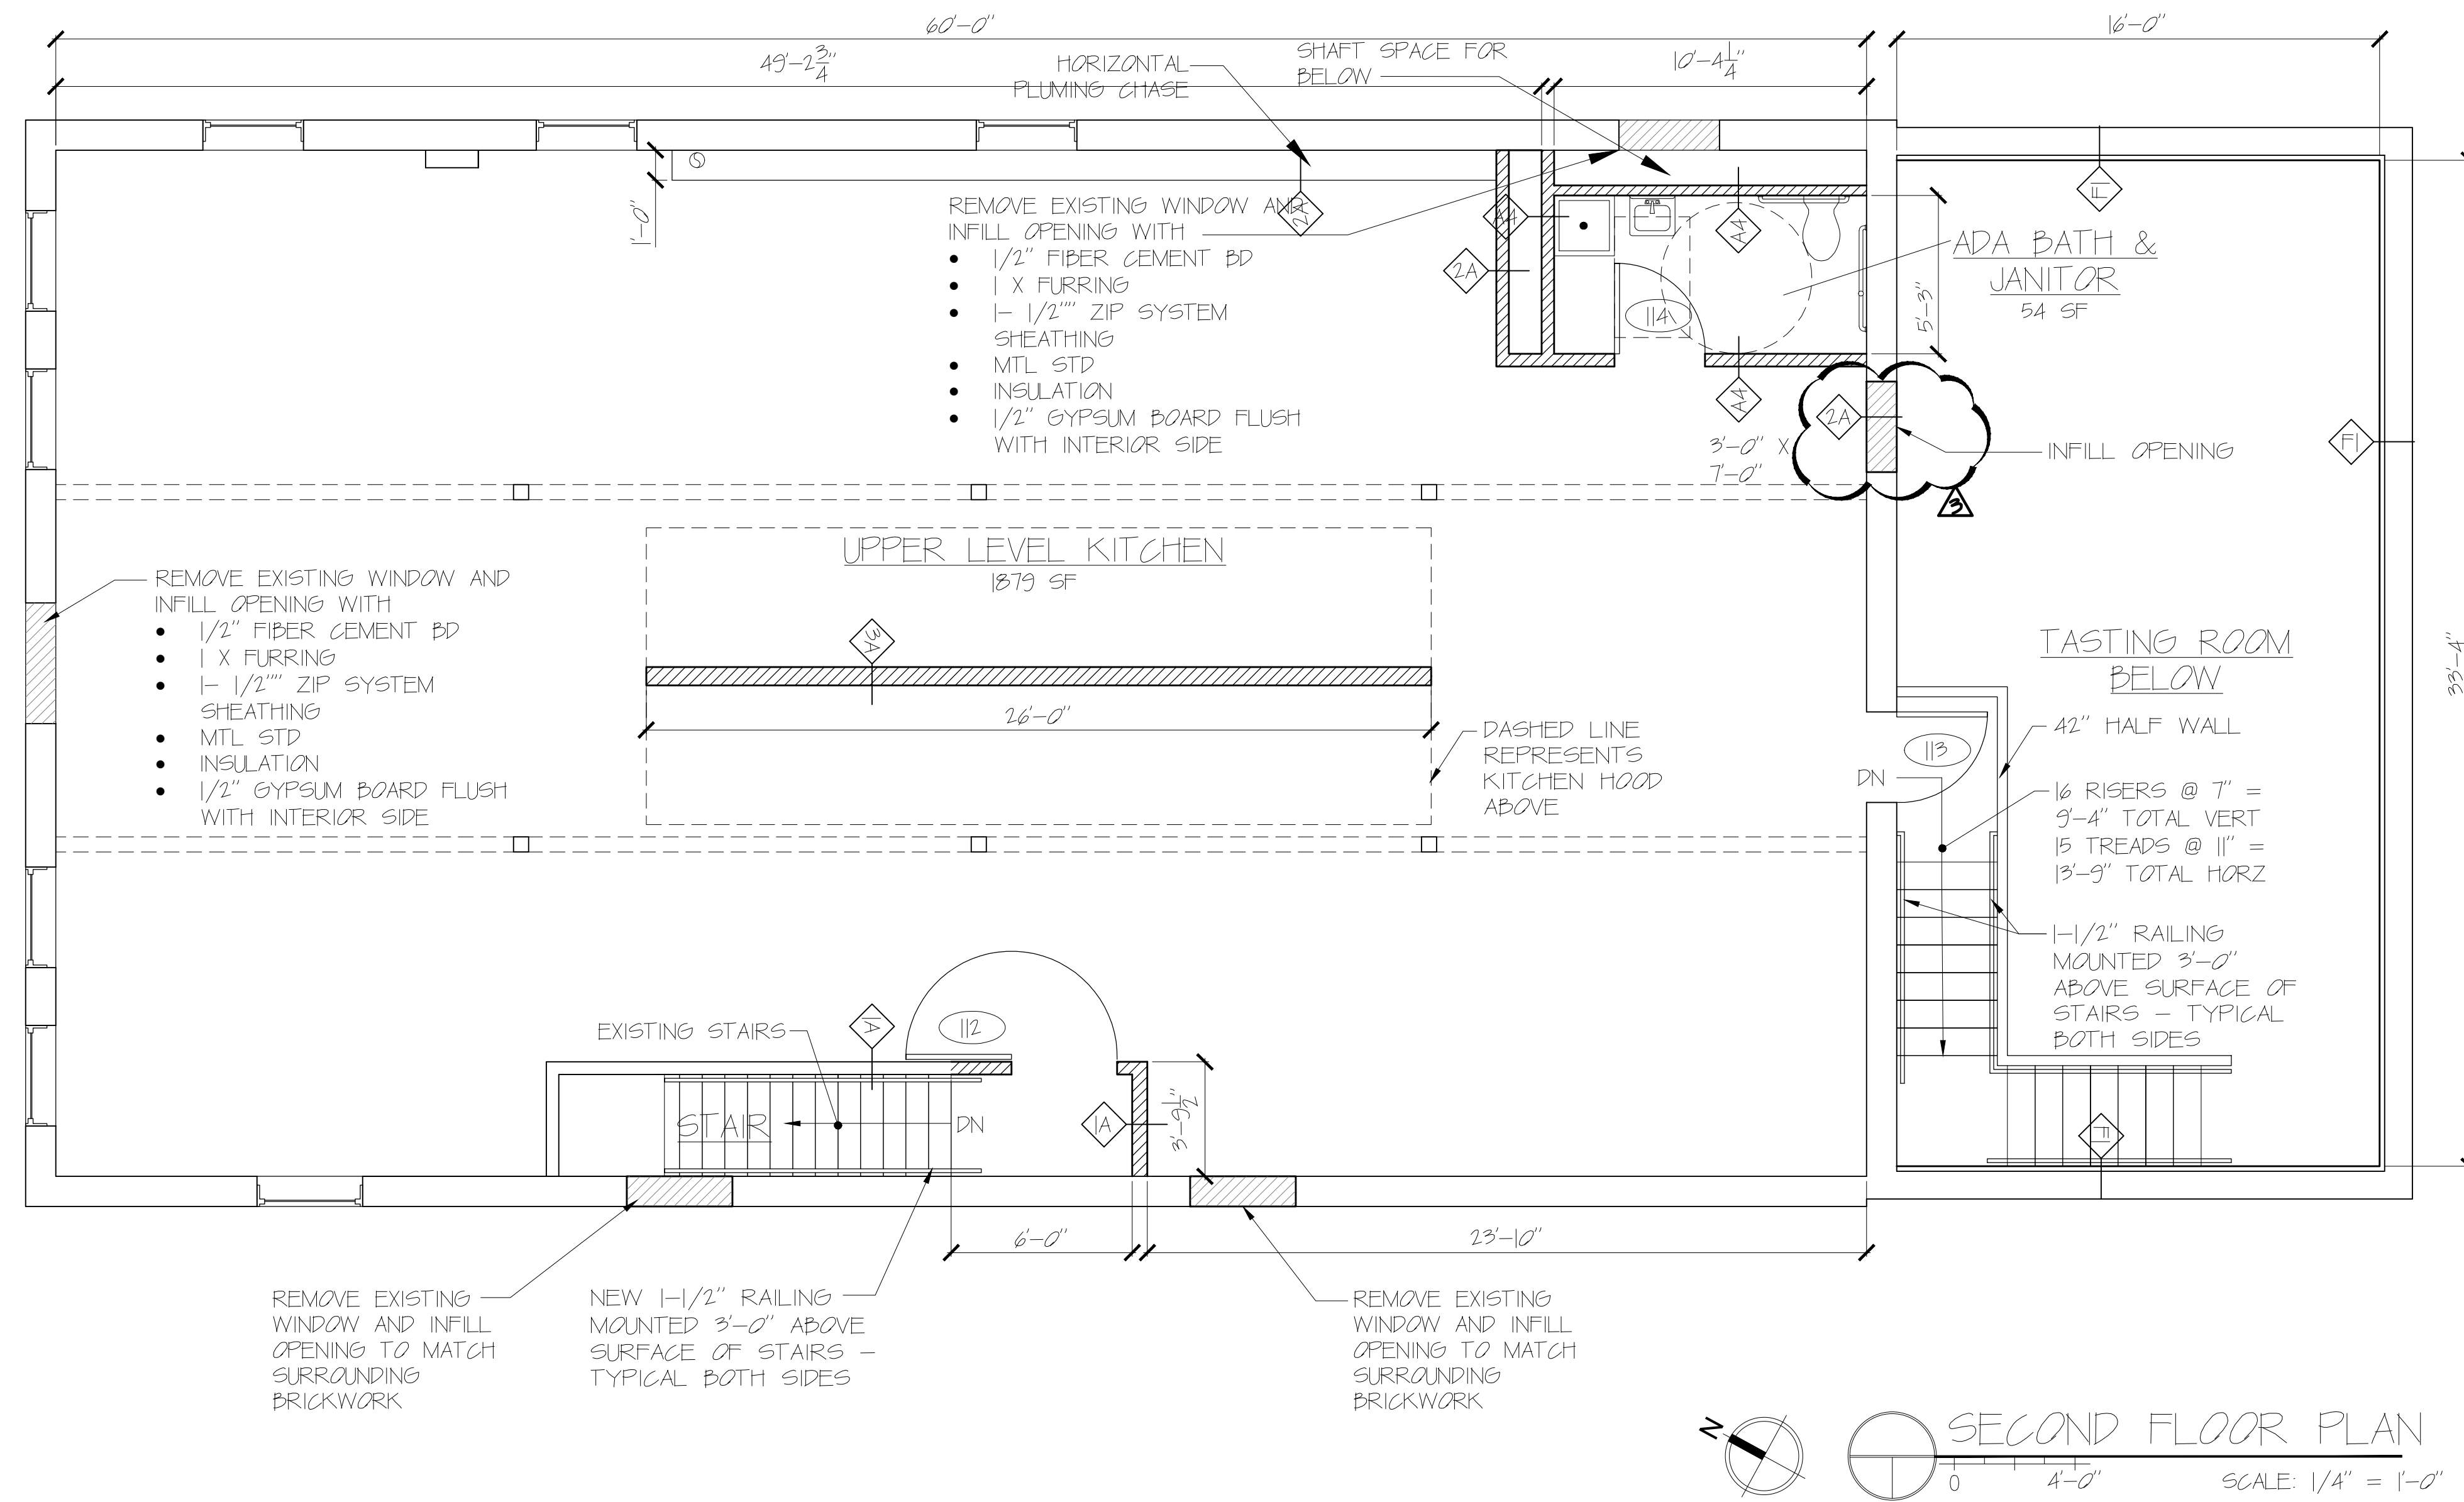 60'-0"
16'-0"
49'-2 3/4"
HORIZONTAL
PLUMING CHASE
SHAFT SPACE FOR
BELOW
10'-4 1/4"
S
1'-0"
REMOVE EXISTING WINDOW AND
INFILL OPENING WITH
• 1/2" FIBER CEMENT BD
• 1 X FURRING
• 1- 1/2"" ZIP SYSTEM
SHEATHING
• MTL STD
• INSULATION
• 1/2" GYPSUM BOARD FLUSH
WITH INTERIOR SIDE
2A
A4
2A
A4
114
A4
F1
ADA BATH &
JANITOR
54 SF
5'-3"
2A
3'-0" X
7'-0"
INFILL OPENING
3
F1
UPPER LEVEL KITCHEN
1879 SF
REMOVE EXISTING WINDOW AND
INFILL OPENING WITH
• 1/2" FIBER CEMENT BD
• 1 X FURRING
• 1- 1/2"" ZIP SYSTEM
SHEATHING
• MTL STD
• INSULATION
• 1/2" GYPSUM BOARD FLUSH
WITH INTERIOR SIDE
3A
26'-0"
DASHED LINE
REPRESENTS
KITCHEN HOOD
ABOVE
TASTING ROOM
BELOW
33'-4"
42" HALF WALL
113
DN
16 RISERS @ 7" =
9'-4" TOTAL VERT
15 TREADS @ 11" =
13'-9" TOTAL HORZ
1-1/2" RAILING
MOUNTED 3'-0"
ABOVE SURFACE OF
STAIRS - TYPICAL
BOTH SIDES
EXISTING STAIRS
1A
112
STAIR
DN
1A
3'-9 1/2"
F1
6'-0"
23'-10"
REMOVE EXISTING
WINDOW AND INFILL
OPENING TO MATCH
SURROUNDING
BRICKWORK
NEW 1-1/2" RAILING
MOUNTED 3'-0" ABOVE
SURFACE OF STAIRS -
TYPICAL BOTH SIDES
REMOVE EXISTING
WINDOW AND INFILL
OPENING TO MATCH
SURROUNDING
BRICKWORK
N
SECOND FLOOR PLAN
0 4'-0"
SCALE: 1/4" = 1'-0"